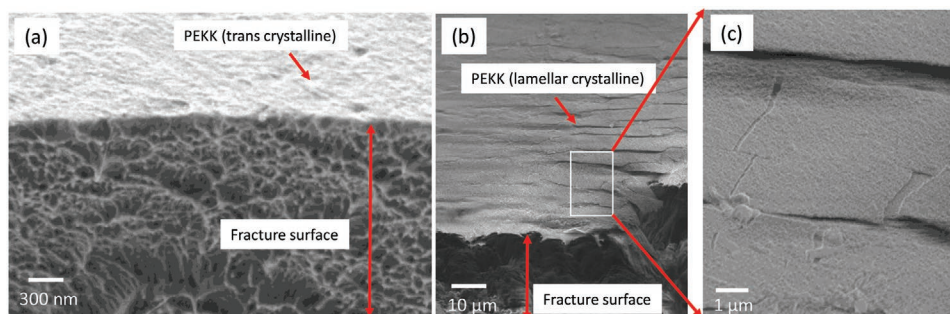 (a)
PEKK (trans crystalline)
Fracture surface
300 nm
(b)
PEKK (lamellar crystalline)
10 µm
Fracture surface
(c)
1 µm